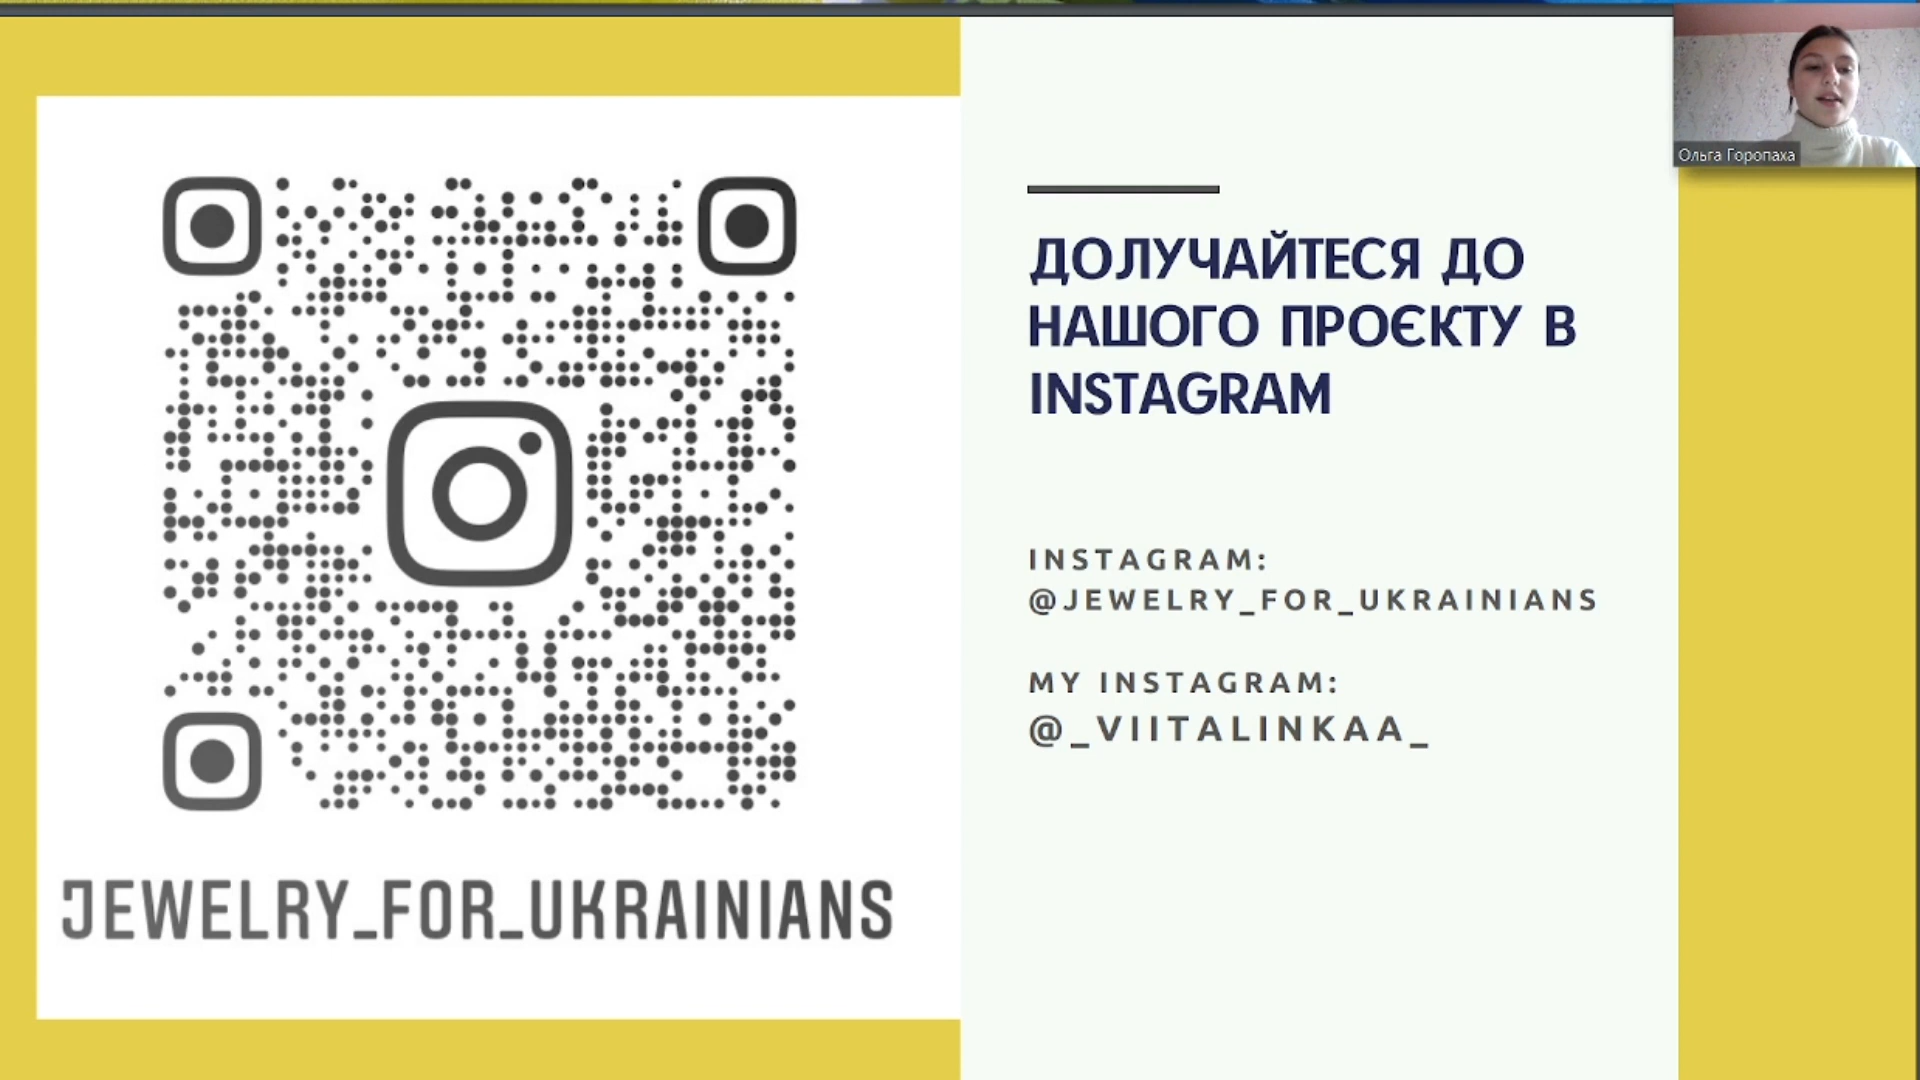 Ольга Горопаха
ДОЛУЧАЙТЕСЯ ДО
НАШОГО ПРОЄКТУ В
INSTAGRAM
INSTAGRAM:
@JEWELRY_FOR_UKRAINIANS
MY INSTAGRAM:
@_VIITALINKAA_
JEWELRY_FOR_UKRAINIANS